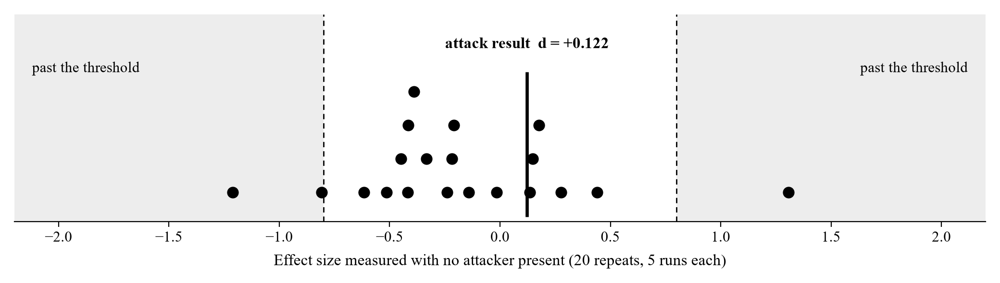 attack result  d = +0.122
past the threshold
past the threshold
−2.0 −1.5 −1.0 −0.5 0.0 0.5 1.0 1.5 2.0
Effect size measured with no attacker present (20 repeats, 5 runs each)